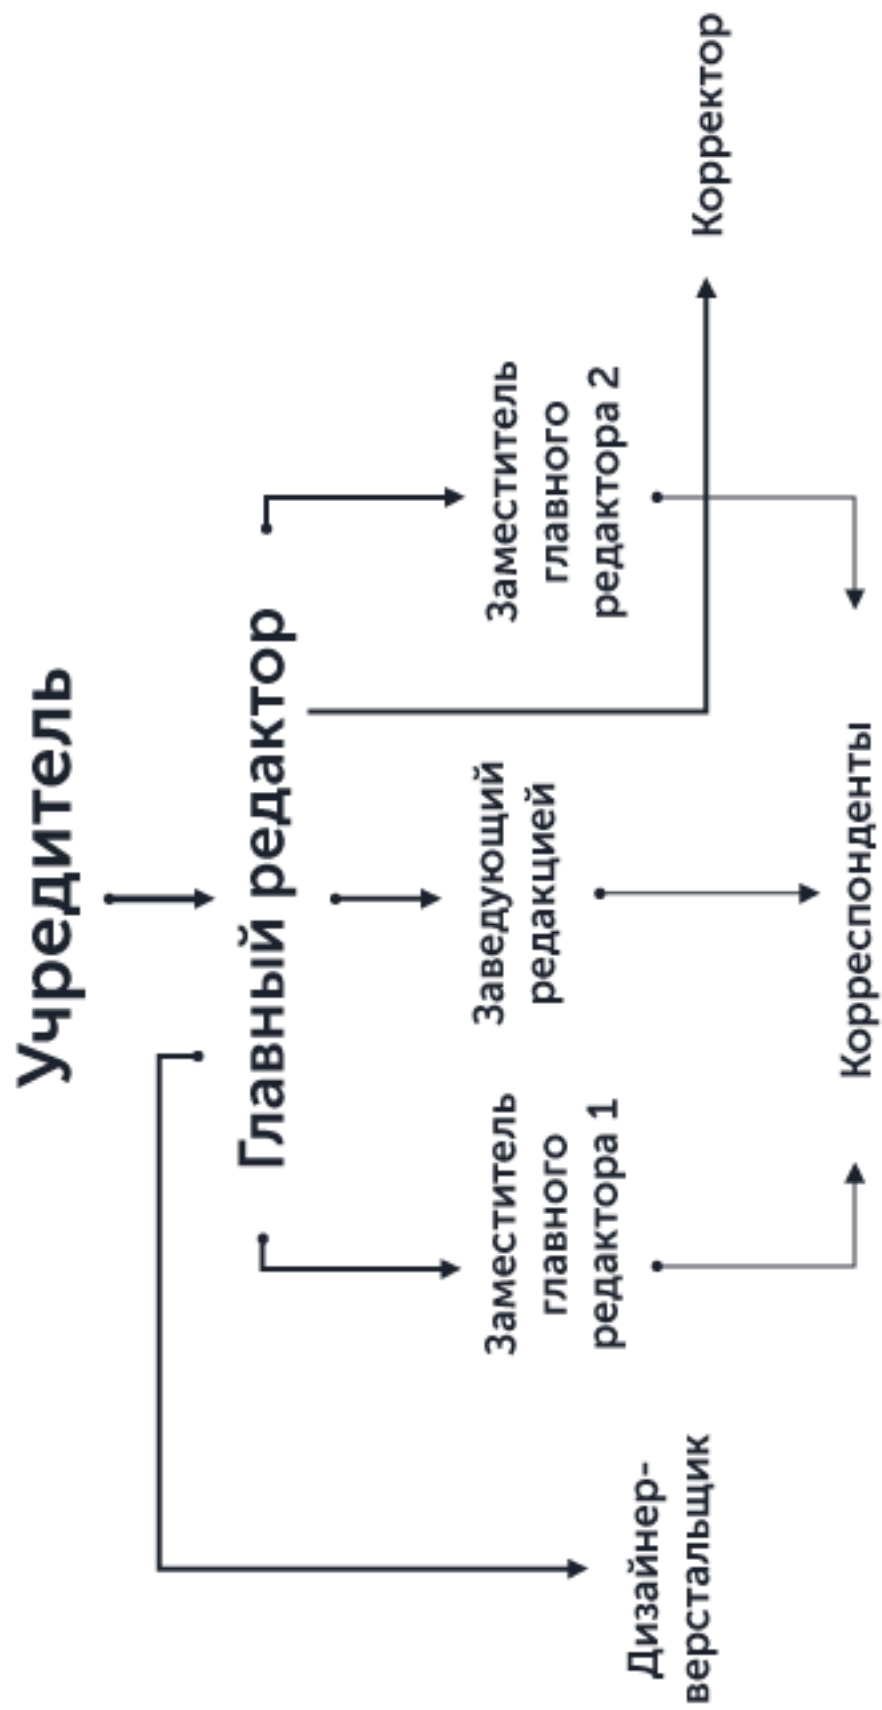 Учредитель
Главный редактор
Заместитель
главного
редактора 1
Заведующий
редакцией
Заместитель
главного
редактора 2
Дизайнер-
верстальщик
Корректор
Корреспонденты